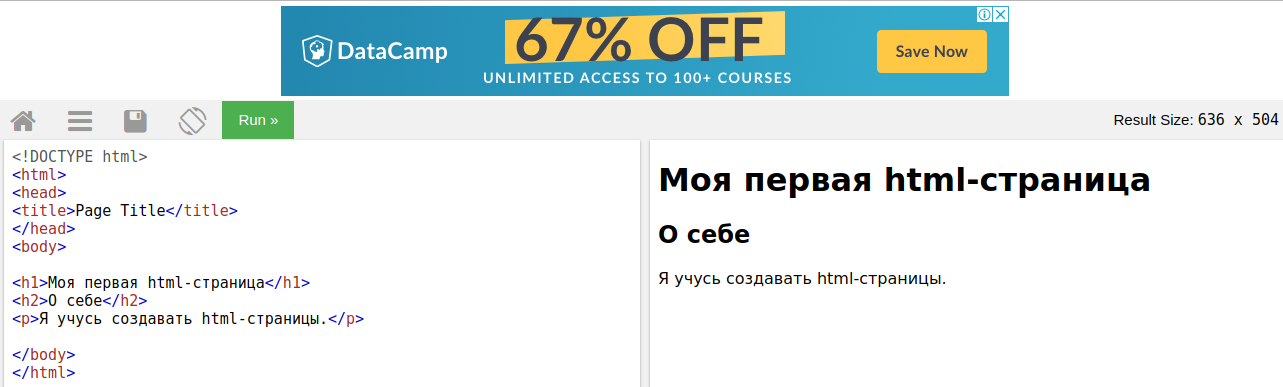 DataCamp
67% OFF
UNLIMITED ACCESS TO 100+ COURSES
Save Now
Run »
Result Size: 636 x 504
<!DOCTYPE html>
<html>
<head>
<title>Page Title</title>
</head>
<body>
<h1>Моя первая html-страница</h1>
<h2>О себе</h2>
<p>Я учусь создавать html-страницы.</p>
</body>
</html>
Моя первая html-страница
О себе
Я учусь создавать html-страницы.